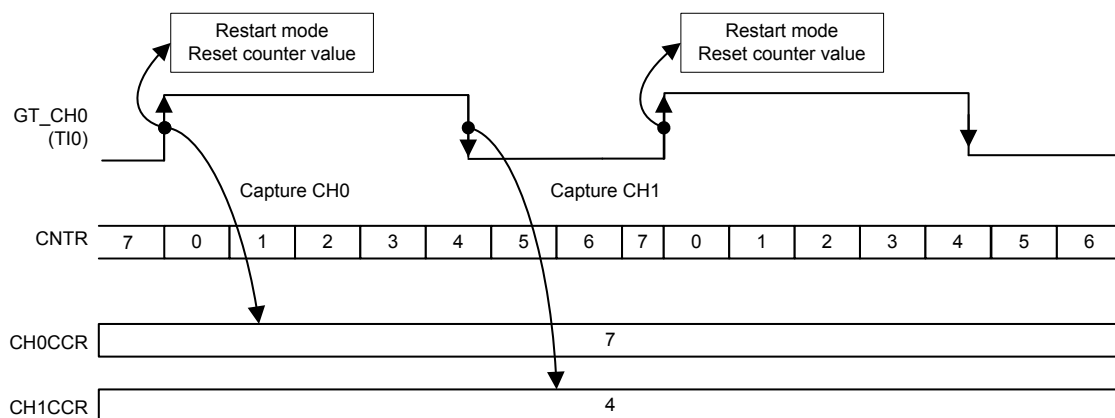 Restart mode
Reset counter value
Restart mode
Reset counter value
GT_CH0
(TI0)
Capture CH0
Capture CH1
CNTR 7 0 1 2 3 4 5 6 7 0 1 2 3 4 5 6
CH0CCR 7
CH1CCR 4